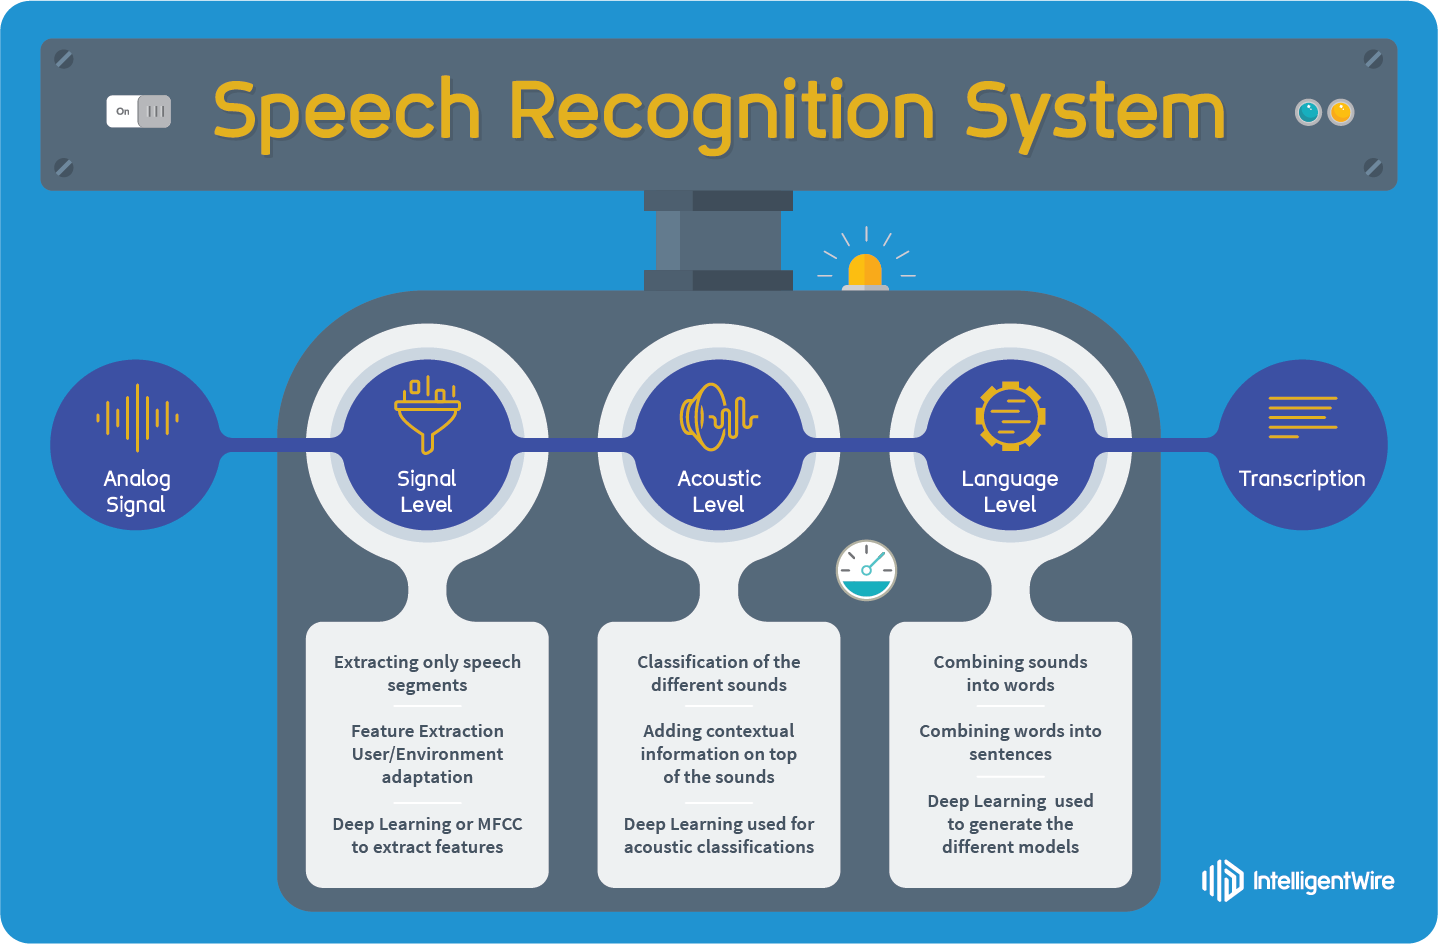 On
Speech Recognition System
Analog
Signal
Signal
Level
Acoustic
Level
Language
Level
Transcription
Extracting only speech
segments
Feature Extraction
User/Environment
adaptation
Deep Learning or MFCC
to extract features
Classification of the
different sounds
Adding contextual
information on top
of the sounds
Deep Learning used for
acoustic classifications
Combining sounds
into words
Combining words into
sentences
Deep Learning  used
to generate the
different models
IntelligentWire